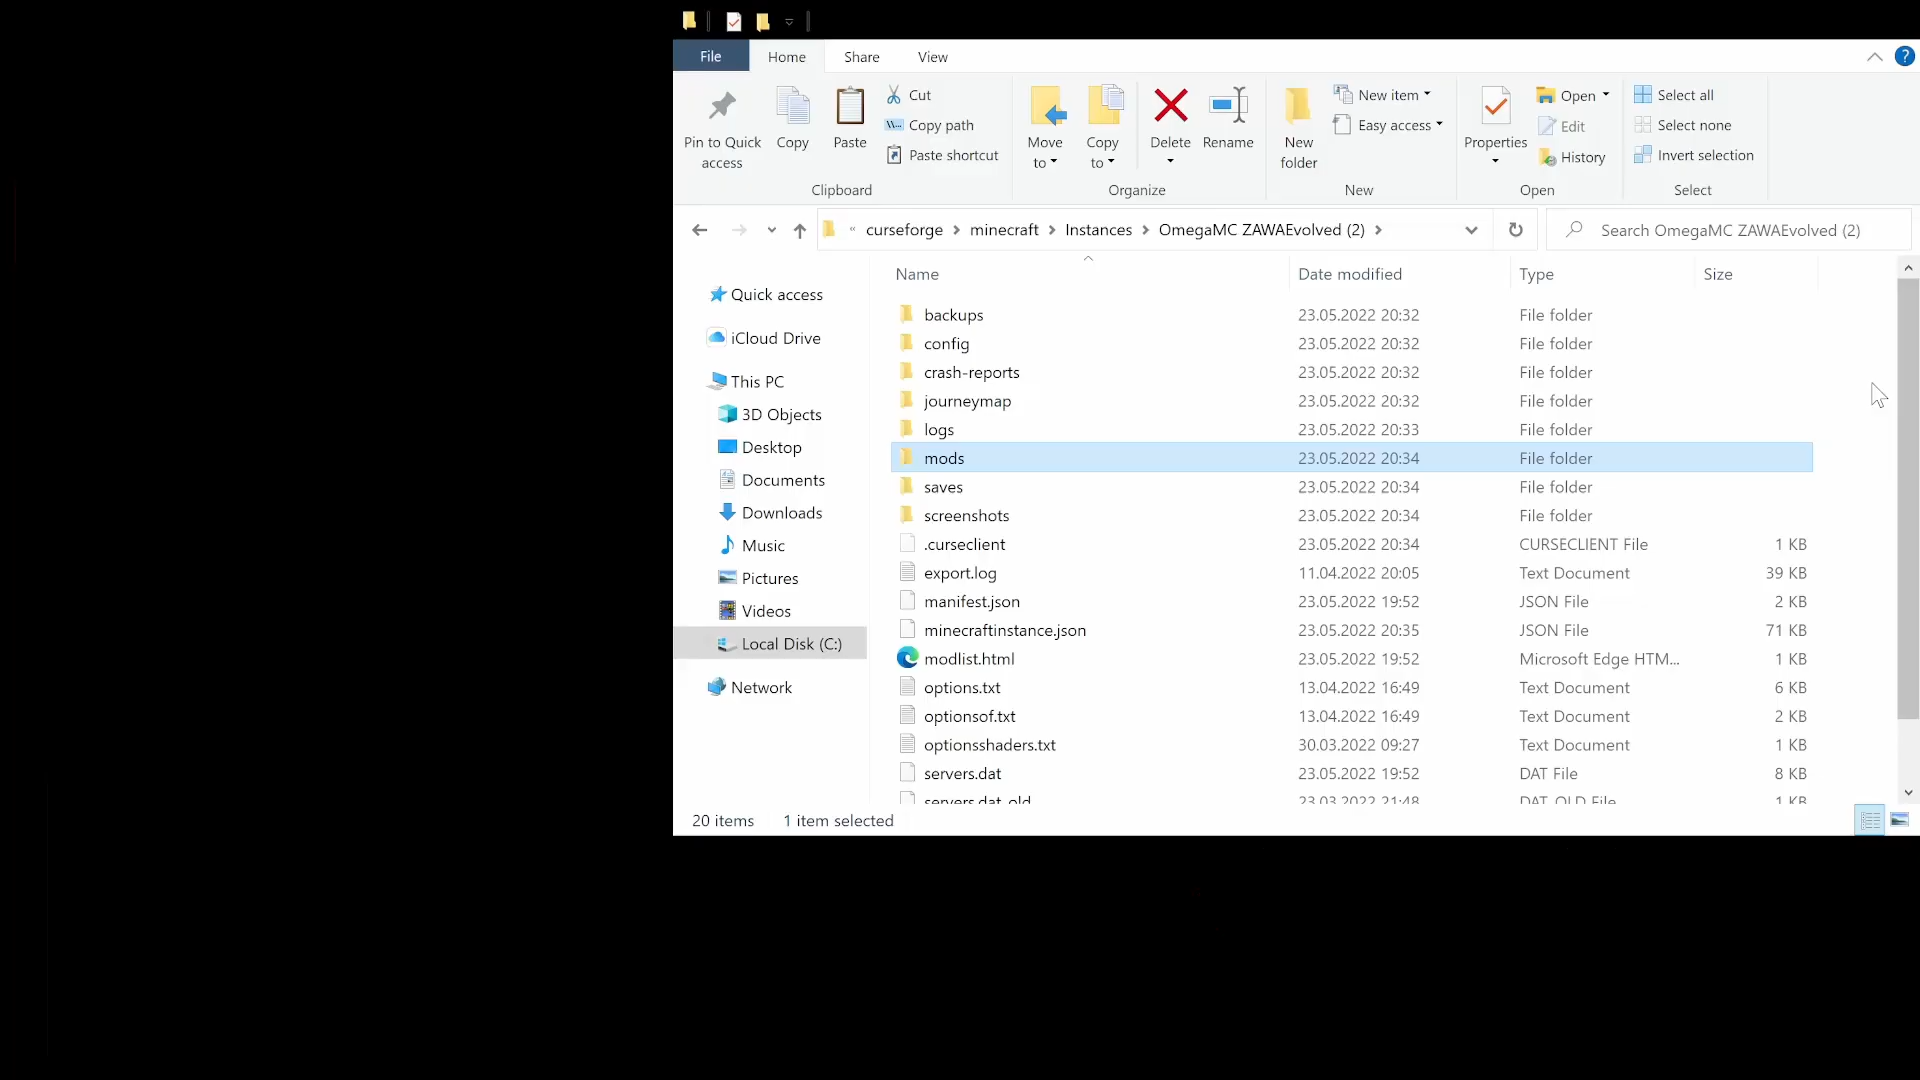 File Home Share View
Pin to Quick access
Copy
Paste
Cut
Copy path
Paste shortcut
Clipboard
Move to
Copy to
Delete
Rename
Organize
New folder
New item
Easy access
New
Properties
Open
Edit
History
Open
Select all
Select none
Invert selection
Select
« curseforge > minecraft > Instances > OmegaMC ZAWAEvolved (2) >
Search OmegaMC ZAWAEvolved (2)
Quick access
iCloud Drive
This PC
3D Objects
Desktop
Documents
Downloads
Music
Pictures
Videos
Local Disk (C:)
Network
Name Date modified Type Size
backups 23.05.2022 20:32 File folder
config 23.05.2022 20:32 File folder
crash-reports 23.05.2022 20:32 File folder
journeymap 23.05.2022 20:32 File folder
logs 23.05.2022 20:33 File folder
mods 23.05.2022 20:34 File folder
saves 23.05.2022 20:34 File folder
screenshots 23.05.2022 20:34 File folder
.curseclient 23.05.2022 20:34 CURSECLIENT File 1 KB
export.log 11.04.2022 20:05 Text Document 39 KB
manifest.json 23.05.2022 19:52 JSON File 2 KB
minecraftinstance.json 23.05.2022 20:35 JSON File 71 KB
modlist.html 23.05.2022 19:52 Microsoft Edge HTM... 1 KB
options.txt 13.04.2022 16:49 Text Document 6 KB
optionsof.txt 13.04.2022 16:49 Text Document 2 KB
optionsshaders.txt 30.03.2022 09:27 Text Document 1 KB
servers.dat 23.05.2022 19:52 DAT File 8 KB
servers.dat_old 23.03.2022 21:48 DAT_OLD File 1 KB
20 items 1 item selected